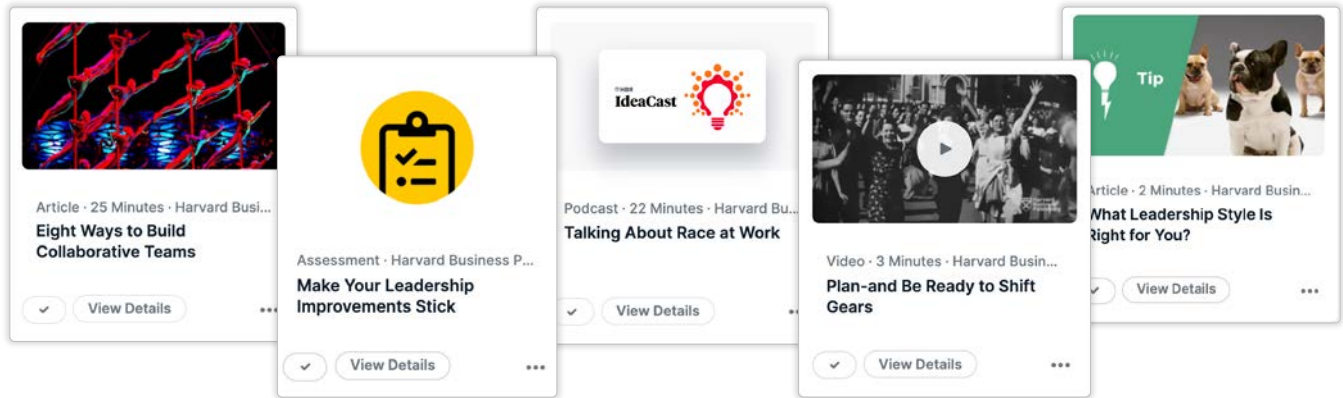 Article · 25 Minutes · Harvard Busi...
Eight Ways to Build
Collaborative Teams
View Details
Assessment · Harvard Business P...
Make Your Leadership
Improvements Stick
View Details
IdeaCast
Podcast · 22 Minutes · Harvard Bu...
Talking About Race at Work
View Details
Video · 3 Minutes · Harvard Busin...
Plan-and Be Ready to Shift
Gears
View Details
Tip
Article · 2 Minutes · Harvard Busin...
What Leadership Style Is
Right for You?
View Details